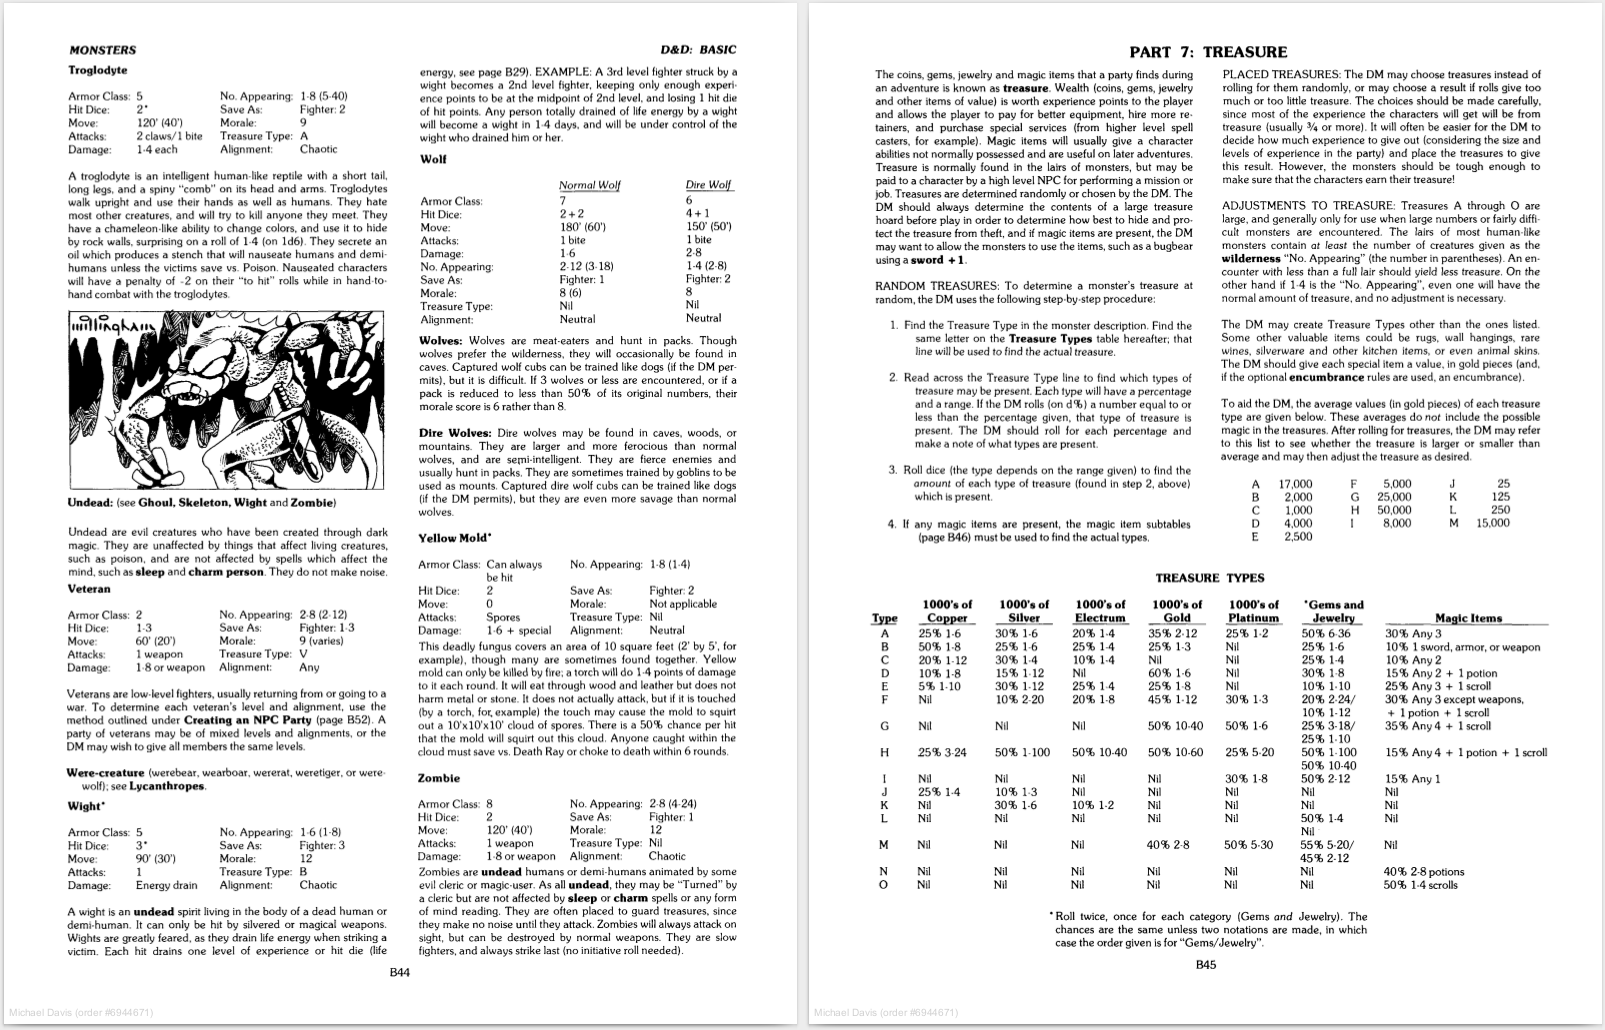 MONSTERS
D&D: BASIC
Troglodyte
Armor Class: 5 No. Appearing: 1-8 (5-40)
Hit Dice: 2* Save As: Fighter: 2
Move: 120' (40') Morale: 9
Attacks: 2 claws/1 bite Treasure Type: A
Damage: 1-4 each Alignment: Chaotic
A troglodyte is an intelligent human-like reptile with a short tail,
long legs, and a spiny "comb" on its head and arms. Troglodytes
walk upright and use their hands as well as humans. They hate
most other creatures, and will try to kill anyone they meet. They
have a chameleon-like ability to change colors, and use it to hide
by rock walls, surprising on a roll of 1-4 (on 1d6). They secrete an
oil which produces a stench that will nauseate humans and demi-
humans unless the victims save vs. Poison. Nauseated characters
will have a penalty of -2 on their "to hit" rolls while in hand-to-
hand combat with the troglodytes.
willingham
Undead: (see Ghoul, Skeleton, Wight and Zombie)
Undead are evil creatures who have been created through dark
magic. They are unaffected by things that affect living creatures,
such as poison, and are not affected by spells which affect the
mind, such as sleep and charm person. They do not make noise.
Veteran
Armor Class: 2 No. Appearing: 2-8 (2-12)
Hit Dice: 1-3 Save As: Fighter: 1-3
Move: 60' (20') Morale: 9 (varies)
Attacks: 1 weapon Treasure Type: V
Damage: 1-8 or weapon Alignment: Any
Veterans are low-level fighters, usually returning from or going to a
war. To determine each veteran's level and alignment, use the
method outlined under Creating an NPC Party (page B52). A
party of veterans may be of mixed levels and alignments, or the
DM may wish to give all members the same levels.
Were-creature (werebear, wearboar, wererat, weretiger, or were-
wolf); see Lycanthropes.
Wight*
Armor Class: 5 No. Appearing: 1-6 (1-8)
Hit Dice: 3* Save As: Fighter: 3
Move: 90' (30') Morale: 12
Attacks: 1 Treasure Type: B
Damage: Energy drain Alignment: Chaotic
A wight is an undead spirit living in the body of a dead human or
demi-human. It can only be hit by silvered or magical weapons.
Wights are greatly feared, as they drain life energy when striking a
victim. Each hit drains one level of experience or hit die (life
energy, see page B29). EXAMPLE: A 3rd level fighter struck by a
wight becomes a 2nd level fighter, keeping only enough experi-
ence points to be at the midpoint of 2nd level, and losing 1 hit die
of hit points. Any person totally drained of life energy by a wight
will become a wight in 1-4 days, and will be under control of the
wight who drained him or her.
Wolf
Normal Wolf Dire Wolf
Armor Class: 7 6
Hit Dice: 2+2 4+1
Move: 180' (60') 150' (50')
Attacks: 1 bite 1 bite
Damage: 1-6 2-8
No. Appearing: 2-12 (3-18) 1-4 (2-8)
Save As: Fighter: 1 Fighter: 2
Morale: 8 (6) 8
Treasure Type: Nil Nil
Alignment: Neutral Neutral
Wolves: Wolves are meat-eaters and hunt in packs. Though
wolves prefer the wilderness, they will occasionally be found in
caves. Captured wolf cubs can be trained like dogs (if the DM per-
mits), but it is difficult. If 3 wolves or less are encountered, or if a
pack is reduced to less than 50% of its original numbers, their
morale score is 6 rather than 8.
Dire Wolves: Dire wolves may be found in caves, woods, or
mountains. They are larger and more ferocious than normal
wolves, and are semi-intelligent. They are fierce enemies and
usually hunt in packs. They are sometimes trained by goblins to be
used as mounts. Captured dire wolf cubs can be trained like dogs
(if the DM permits), but they are even more savage than normal
wolves.
Yellow Mold*
Armor Class: Can always No. Appearing: 1-8 (1-4)
be hit
Hit Dice: 2 Save As: Fighter: 2
Move: 0 Morale: Not applicable
Attacks: Spores Treasure Type: Nil
Damage: 1-6 + special Alignment: Neutral
This deadly fungus covers an area of 10 square feet (2' by 5', for
example), though many are sometimes found together. Yellow
mold can only be killed by fire; a torch will do 1-4 points of damage
to it each round. It will eat through wood and leather but does not
harm metal or stone. It does not actually attack, but if it is touched
(by a torch, for, example) the touch may cause the mold to squirt
out a 10'x10'x10' cloud of spores. There is a 50% chance per hit
that the mold will squirt out this cloud. Anyone caught within the
cloud must save vs. Death Ray or choke to death within 6 rounds.
Zombie
Armor Class: 8 No. Appearing: 2-8 (4-24)
Hit Dice: 2 Save As: Fighter: 1
Move: 120' (40') Morale: 12
Attacks: 1 weapon Treasure Type: Nil
Damage: 1-8 or weapon Alignment: Chaotic
Zombies are undead humans or demi-humans animated by some
evil cleric or magic-user. As all undead, they may be "Turned" by
a cleric but are not affected by sleep or charm spells or any form
of mind reading. They are often placed to guard treasures, since
they make no noise until they attack. Zombies will always attack on
sight, but can be destroyed by normal weapons. They are slow
fighters, and always strike last (no initiative roll needed).
B44
Michael Davis (order #6944671)
PART 7: TREASURE
The coins, gems, jewelry and magic items that a party finds during
an adventure is known as treasure. Wealth (coins, gems, jewelry
and other items of value) is worth experience points to the player
and allows the player to pay for better equipment, hire more re-
tainers, and purchase special services (from higher level spell
casters, for example). Magic items will usually give a character
abilities not normally possessed and are useful on later adventures.
Treasure is normally found in the lairs of monsters, but may be
paid to a character by a high level NPC for performing a mission or
job. Treasures are determined randomly or chosen by the DM. The
DM should always determine the contents of a large treasure
hoard before play in order to determine how best to hide and pro-
tect the treasure from theft, and if magic items are present, the DM
may want to allow the monsters to use the items, such as a bugbear
using a sword +1.
RANDOM TREASURES: To determine a monster's treasure at
random, the DM uses the following step-by-step procedure:
1. Find the Treasure Type in the monster description. Find the
same letter on the Treasure Types table hereafter; that
line will be used to find the actual treasure.
2. Read across the Treasure Type line to find which types of
treasure may be present. Each type will have a percentage
and a range. If the DM rolls (on d%) a number equal to or
less than the percentage given, that type of treasure is
present. The DM should roll for each percentage and
make a note of what types are present.
3. Roll dice (the type depends on the range given) to find the
amount of each type of treasure (found in step 2, above)
which is present.
4. If any magic items are present, the magic item subtables
(page B46) must be used to find the actual types.
PLACED TREASURES: The DM may choose treasures instead of
rolling for them randomly, or may choose a result if rolls give too
much or too little treasure. The choices should be made carefully,
since most of the experience the characters will get will be from
treasure (usually ¾ or more). It will often be easier for the DM to
decide how much experience to give out (considering the size and
levels of experience in the party) and place the treasures to give
this result. However, the monsters should be tough enough to
make sure that the characters earn their treasure!
ADJUSTMENTS TO TREASURE: Treasures A through O are
large, and generally only for use when large numbers or fairly diffi-
cult monsters are encountered. The lairs of most human-like
monsters contain at least the number of creatures given as the
wilderness "No. Appearing" (the number in parentheses). An en-
counter with less than a full lair should yield less treasure. On the
other hand if 1-4 is the "No. Appearing", even one will have the
normal amount of treasure, and no adjustment is necessary.
The DM may create Treasure Types other than the ones listed.
Some other valuable items could be rugs, wall hangings, rare
wines, silverware and other kitchen items, or even animal skins.
The DM should give each special item a value, in gold pieces (and,
if the optional encumbrance rules are used, an encumbrance).
To aid the DM, the average values (in gold pieces) of each treasure
type are given below. These averages do not include the possible
magic in the treasures. After rolling for treasures, the DM may refer
to this list to see whether the treasure is larger or smaller than
average and may then adjust the treasure as desired.
A 17,000 F 5,000 J 25
B 2,000 G 25,000 K 125
C 1,000 H 50,000 L 250
D 4,000 I 8,000 M 15,000
E 2,500
TREASURE TYPES
1000's of 1000's of 1000's of 1000's of 1000's of *Gems and
Type Copper Silver Electrum Gold Platinum Jewelry Magic Items
A 25% 1-6 30% 1-6 20% 1-4 35% 2-12 25% 1-2 50% 6-36 30% Any 3
B 50% 1-8 25% 1-6 25% 1-4 25% 1-3 Nil 25% 1-6 10% 1 sword, armor, or weapon
C 20% 1-12 30% 1-4 10% 1-4 Nil Nil 25% 1-4 10% Any 2
D 10% 1-8 15% 1-12 Nil 60% 1-6 Nil 30% 1-8 15% Any 2 + 1 potion
E 5% 1-10 30% 1-12 25% 1-4 25% 1-8 Nil 10% 1-10 25% Any 3 + 1 scroll
F Nil 10% 2-20 20% 1-8 45% 1-12 30% 1-3 20% 2-24/ 30% Any 3 except weapons,
10% 1-12 + 1 potion + 1 scroll
G Nil Nil Nil 50% 10-40 50% 1-6 25% 3-18/ 35% Any 4 + 1 scroll
25% 1-10
H 25% 3-24 50% 1-100 50% 10-40 50% 10-60 25% 5-20 50% 1-100 15% Any 4 + 1 potion + 1 scroll
50% 10-40
I Nil Nil Nil Nil 30% 1-8 50% 2-12 15% Any 1
J 25% 1-4 10% 1-3 Nil Nil Nil Nil Nil
K Nil 30% 1-6 10% 1-2 Nil Nil Nil Nil
L Nil Nil Nil Nil Nil 50% 1-4 Nil
Nil
M Nil Nil Nil 40% 2-8 50% 5-30 55% 5-20/ Nil
45% 2-12
N Nil Nil Nil Nil Nil Nil 40% 2-8 potions
O Nil Nil Nil Nil Nil Nil 50% 1-4 scrolls
*Roll twice, once for each category (Gems and Jewelry). The
chances are the same unless two notations are made, in which
case the order given is for "Gems/Jewelry".
B45
Michael Davis (order #6944671)